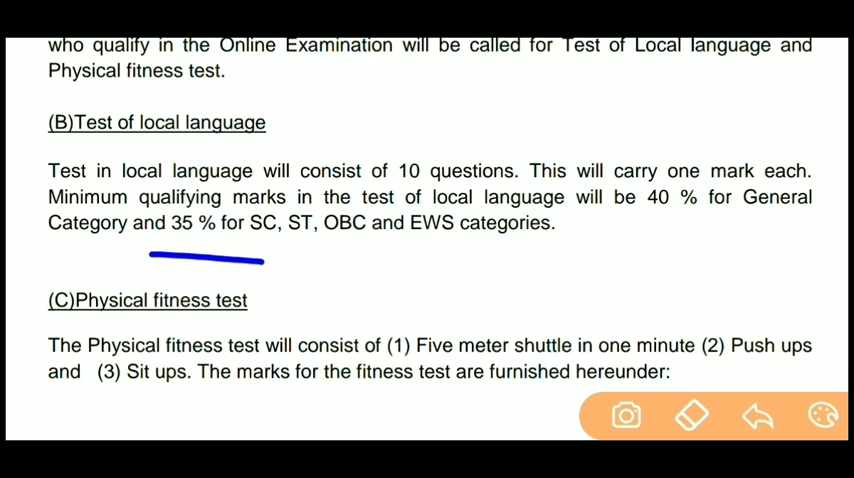 who qualify in the Online Examination will be called for Test of Local language and
Physical fitness test.
(B)Test of local language
Test in local language will consist of 10 questions. This will carry one mark each.
Minimum qualifying marks in the test of local language will be 40 % for General
Category and 35 % for SC, ST, OBC and EWS categories.
(C)Physical fitness test
The Physical fitness test will consist of (1) Five meter shuttle in one minute (2) Push ups
and (3) Sit ups. The marks for the fitness test are furnished hereunder: